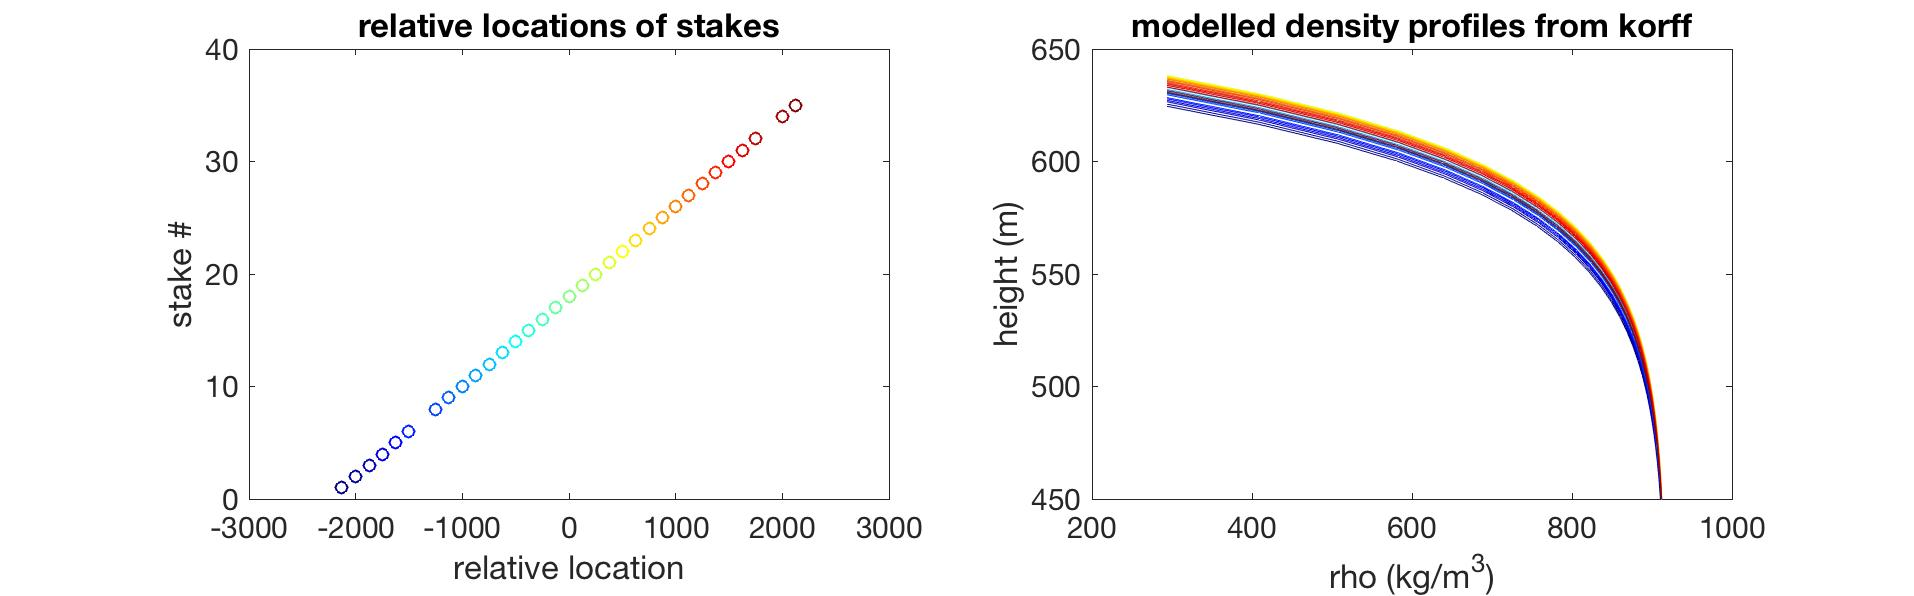 relative locations of stakes
40
30
20
10
0
stake #
-3000 -2000 -1000 0 1000 2000 3000
relative location
modelled density profiles from korff
650
600
550
500
450
height (m)
200 400 600 800 1000
rho (kg/m³)